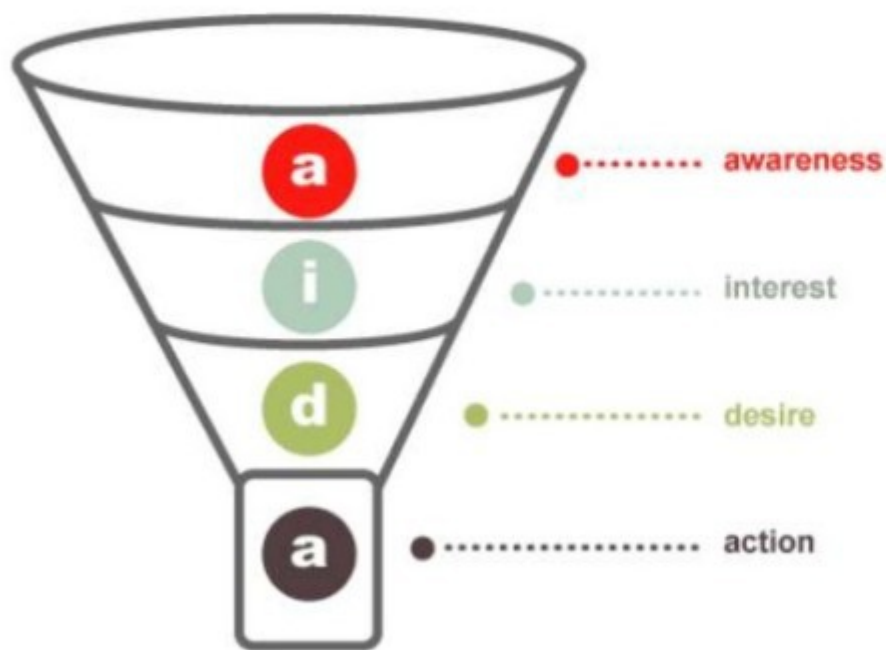 a awareness
i interest
d desire
a action